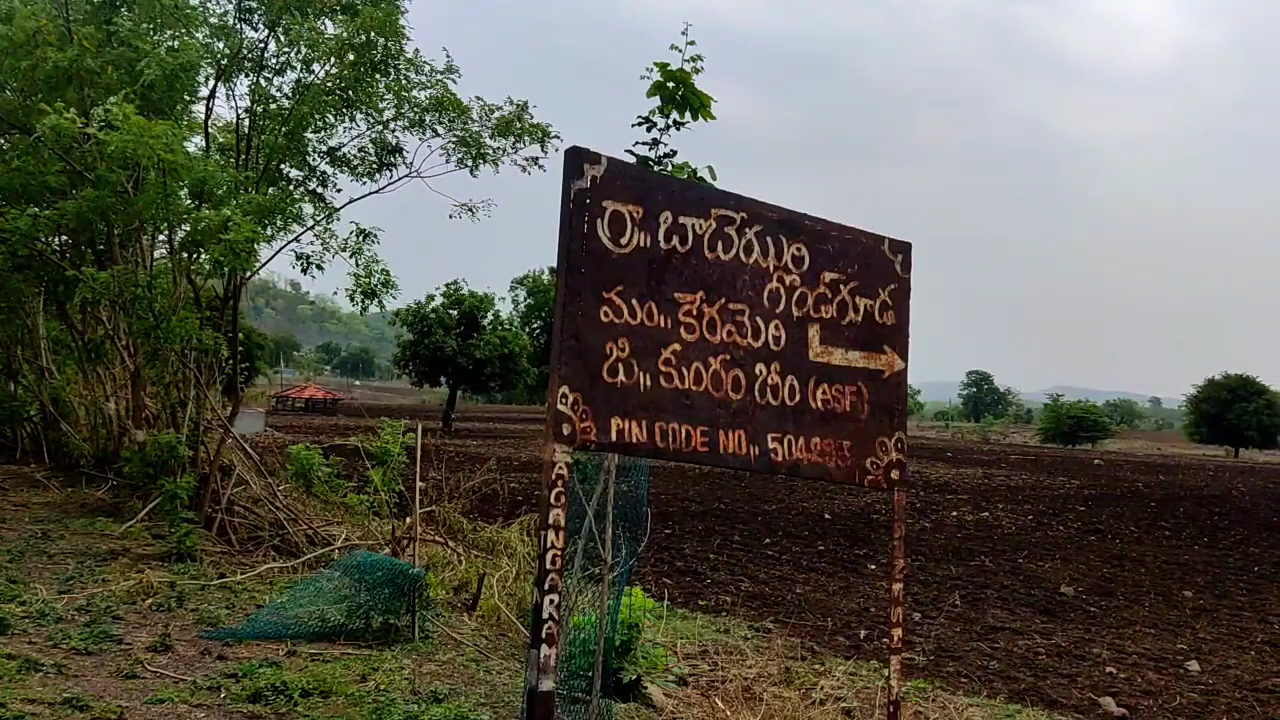 గ్రా,, బాబేఝరి
గొండ్‌గూడ
మం,, కేరమెరి
జి,, కుంరం భీం (ASF)
PIN CODE NO,, 504293